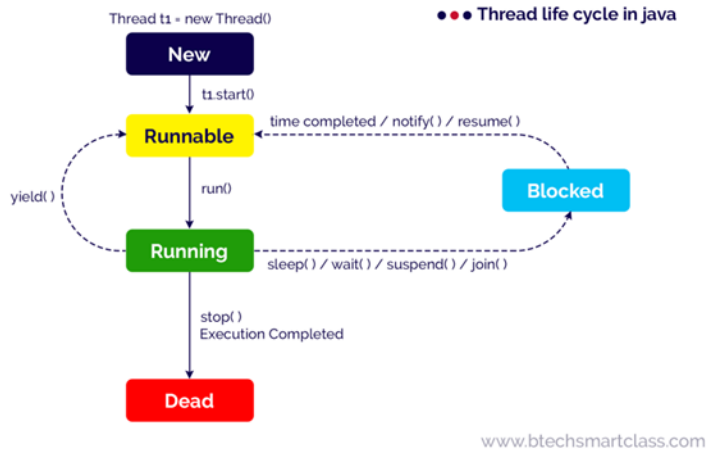 Thread t1 = new Thread()
Thread life cycle in java
New
t1.start()
time completed / notify( ) / resume( )
Runnable
run()
yield( )
Blocked
Running
sleep( ) / wait( ) / suspend( ) / join( )
stop( )
Execution Completed
Dead
www.btechsmartclass.com